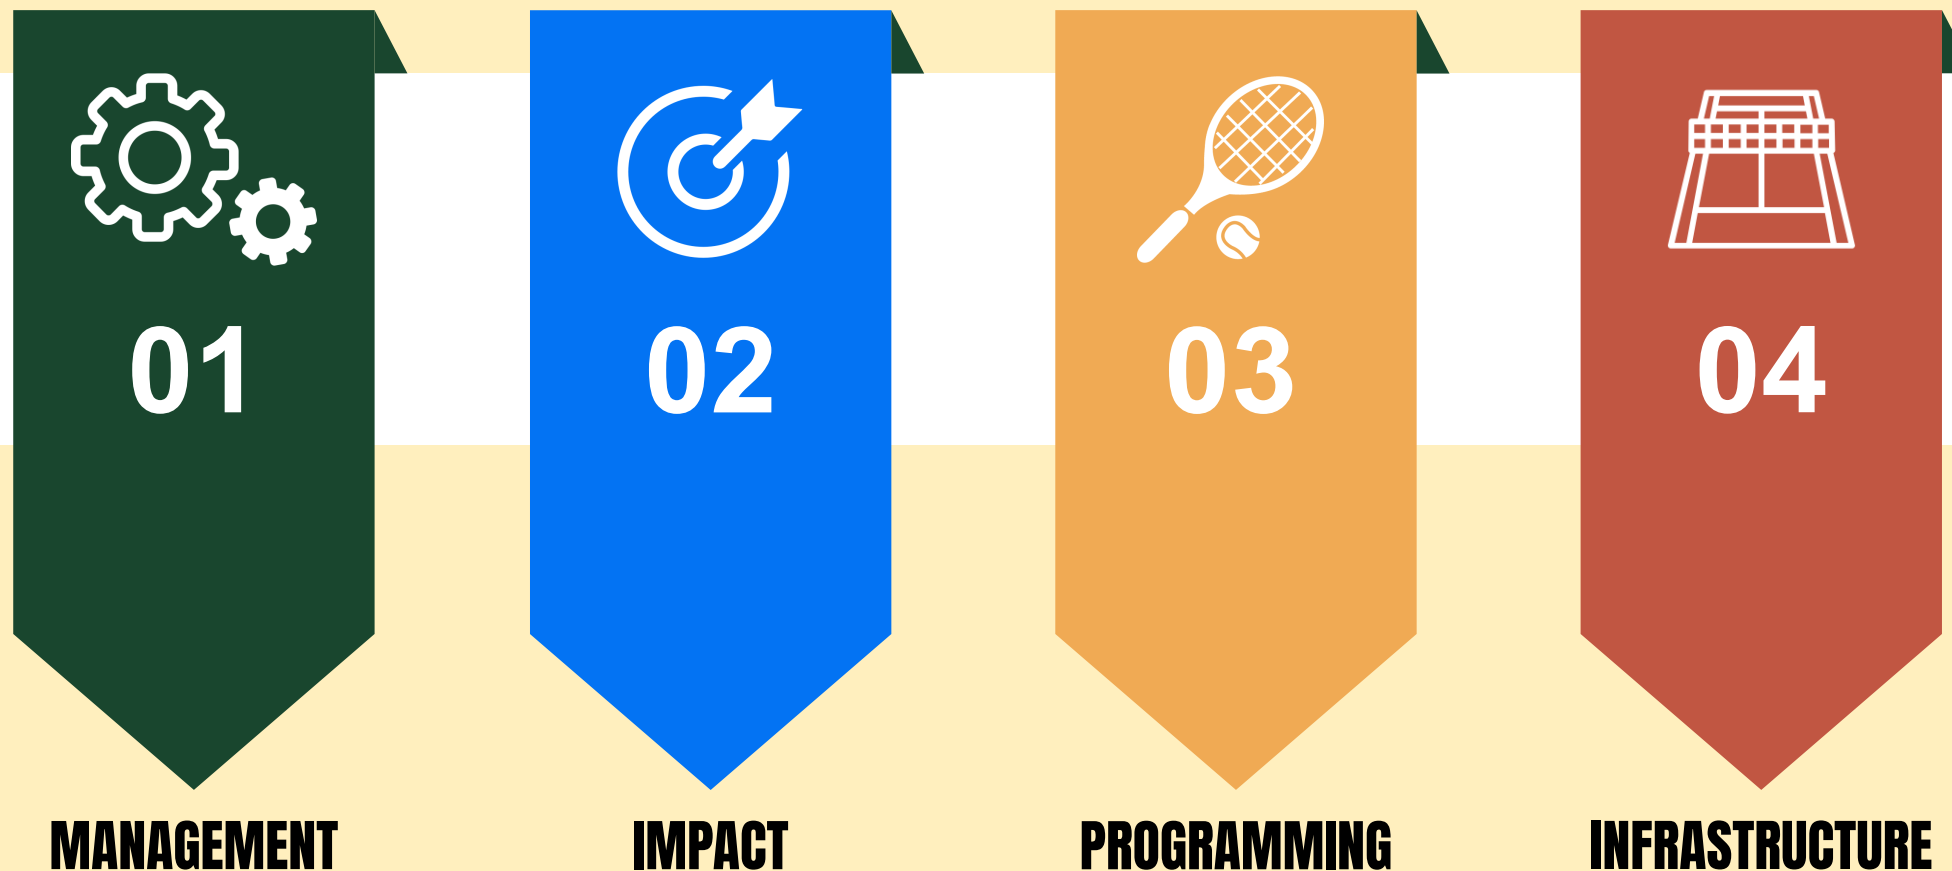 01
02
03
04
MANAGEMENT
IMPACT
PROGRAMMING
INFRASTRUCTURE